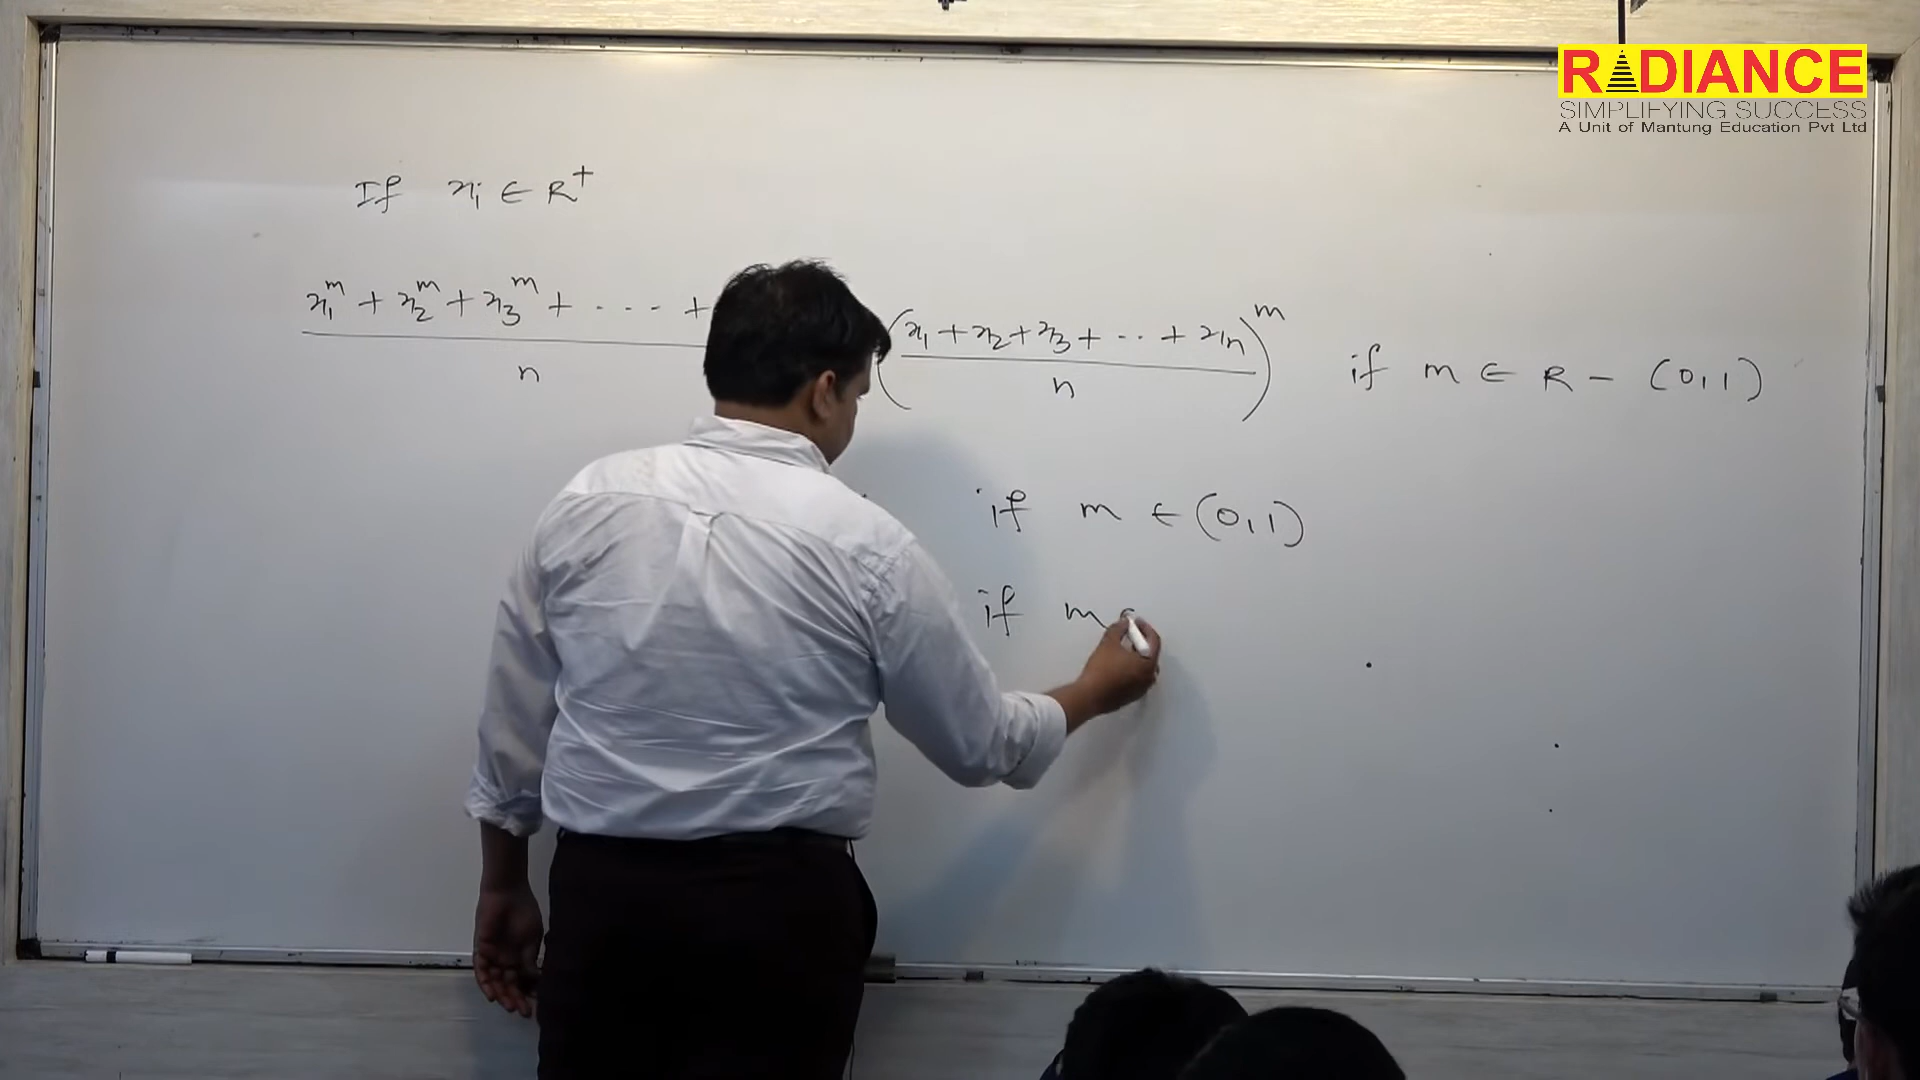 RADIANCE
SIMPLIFYING SUCCESS
A Unit of Mantung Education Pvt Ltd
If xᵢ ∈ R⁺
x₁ᵐ + x₂ᵐ + x₃ᵐ + . . . . +
n
(x₁ + x₂ + x₃ + ... + xₙ)ᵐ if m ∈ R - (0,1)
n
if m ∈ (0,1)
if m